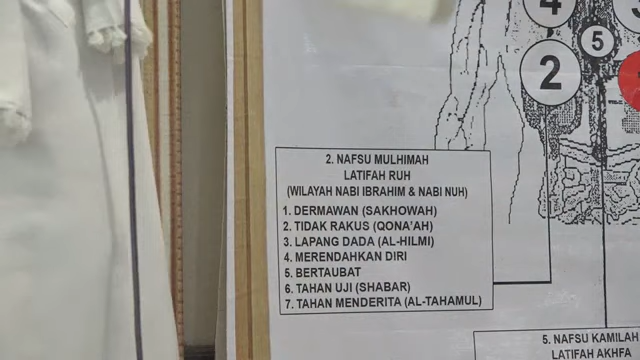 4
5
2
2. NAFSU MULHIMAH
LATIFAH RUH
(WILAYAH NABI IBRAHIM & NABI NUH)
1. DERMAWAN (SAKHOWAH)
2. TIDAK RAKUS (QONA'AH)
3. LAPANG DADA (AL-HILMI)
4. MERENDAHKAN DIRI
5. BERTAUBAT
6. TAHAN UJI (SHABAR)
7. TAHAN MENDERITA (AL-TAHAMUL)
5. NAFSU KAMILAH
LATIFAH AKHFA